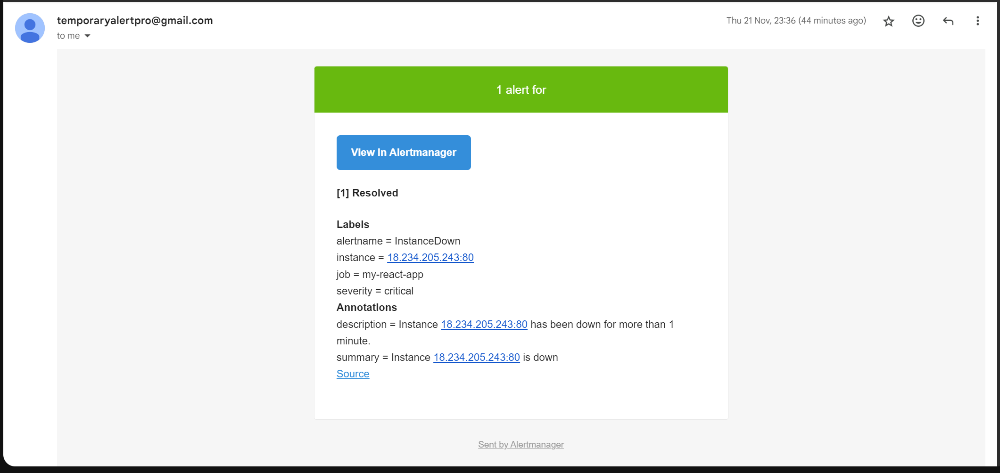 temporaryalertpro@gmail.com
Thu 21 Nov, 23:36 (44 minutes ago)
to me
1 alert for
View In Alertmanager
[1] Resolved
Labels
alertname = InstanceDown
instance = 18.234.205.243:80
job = my-react-app
severity = critical
Annotations
description = Instance 18.234.205.243:80 has been down for more than 1
minute.
summary = Instance 18.234.205.243:80 is down
Source
Sent by Alertmanager